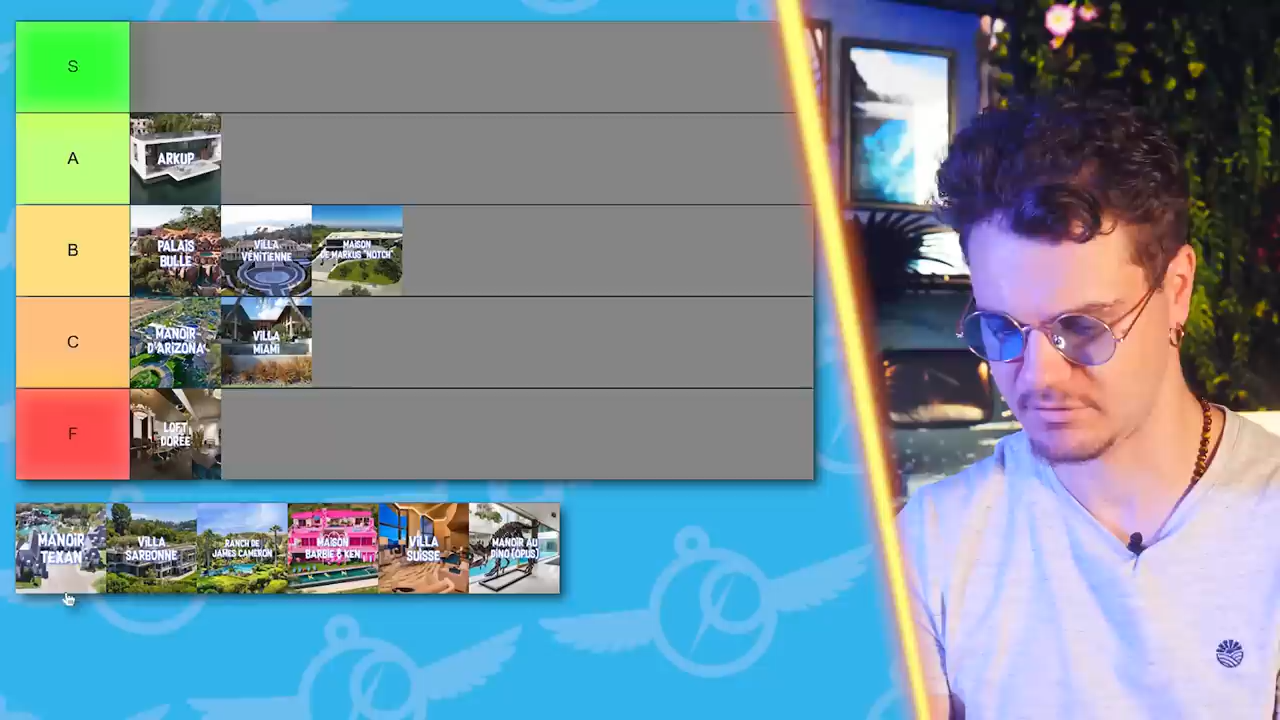 S
A
ARKUP
B
PALAIS
BULLE
VILLA
VÉNITIENNE
MAISON
DE MARKUS "NOTCH"
C
MANOIR
D'ARIZONA
VILLA
MIAMI
F
LOFT
DORÉE
MANOIR
TEXAN
VILLA
SARBONNE
RANCH DE
JAMES CAMERON
MAISON
BARBIE & KEN
VILLA
SUISSE
MANOIR AU
DINO (OPUS)